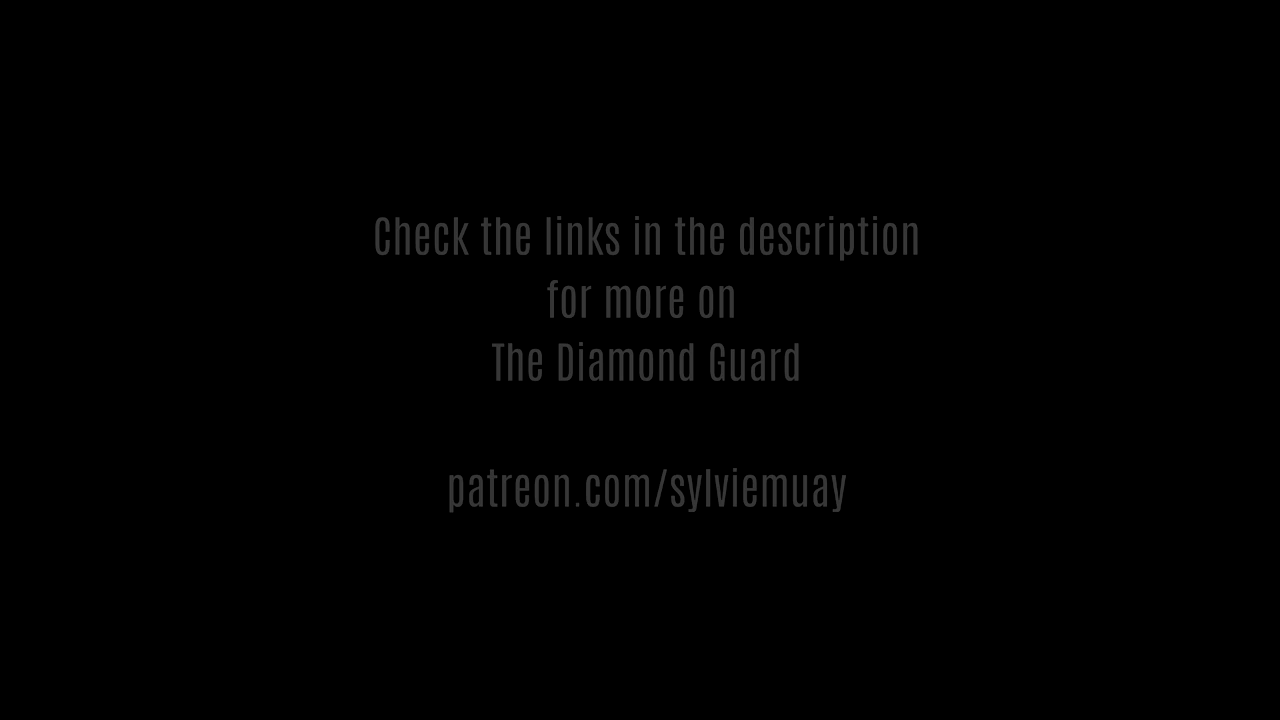 Check the links in the description
for more on
The Diamond Guard
patreon.com/sylviemuay